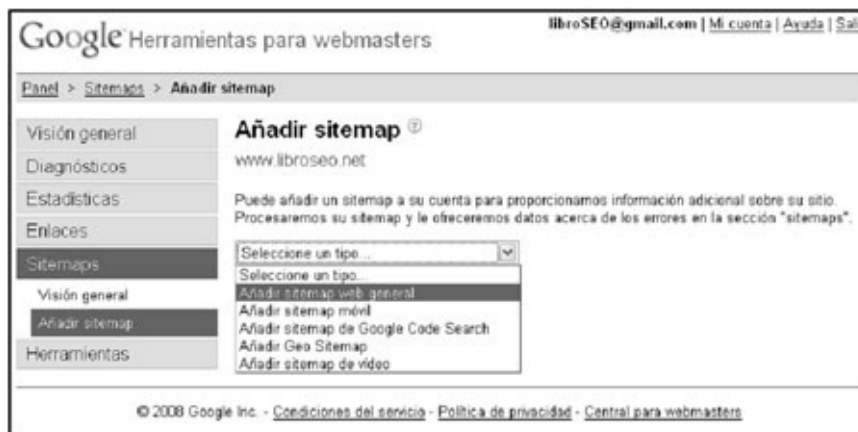 Google Herramientas para webmasters
libroSEO@gmail.com | Mi cuenta | Ayuda |
Panel > Sitemaps > Añadir sitemap
Visión general
Diagnósticos
Estadísticas
Enlaces
Sitemaps
Visión general
Añadir sitemap
Herramientas
Añadir sitemap ?
www.libroseo.net
Puede añadir un sitemap a su cuenta para proporcionarnos información adicional sobre su sitio.
Procesaremos su sitemap y le ofreceremos datos acerca de los errores en la sección "sitemaps".
Seleccione un tipo...
Seleccione un tipo...
Añadir sitemap web general
Añadir sitemap móvil
Añadir sitemap de Google Code Search
Añadir Geo Sitemap
Añadir sitemap de vídeo
© 2008 Google Inc. - Condiciones del servicio - Política de privacidad - Central para webmasters